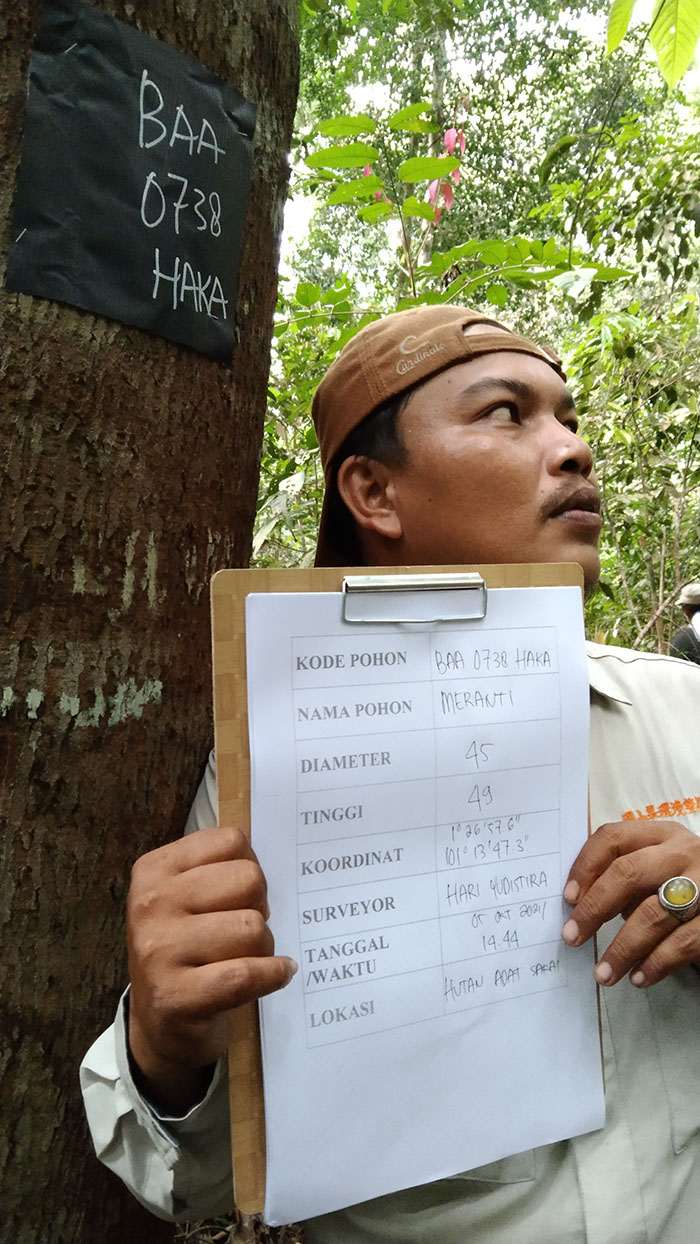 BAA
0738
HAKA
Cardinals
KODE POHON BAA 0738 HAKA
NAMA POHON MERANTI
DIAMETER 45
TINGGI 49
KOORDINAT 1° 26' 57 6"
101° 13' 47 3"
SURVEYOR HARI YUDISTIRA
TANGGAL 05 OKT 2021/
/WAKTU 14.44
LOKASI HUTAN ADAT SAKAI